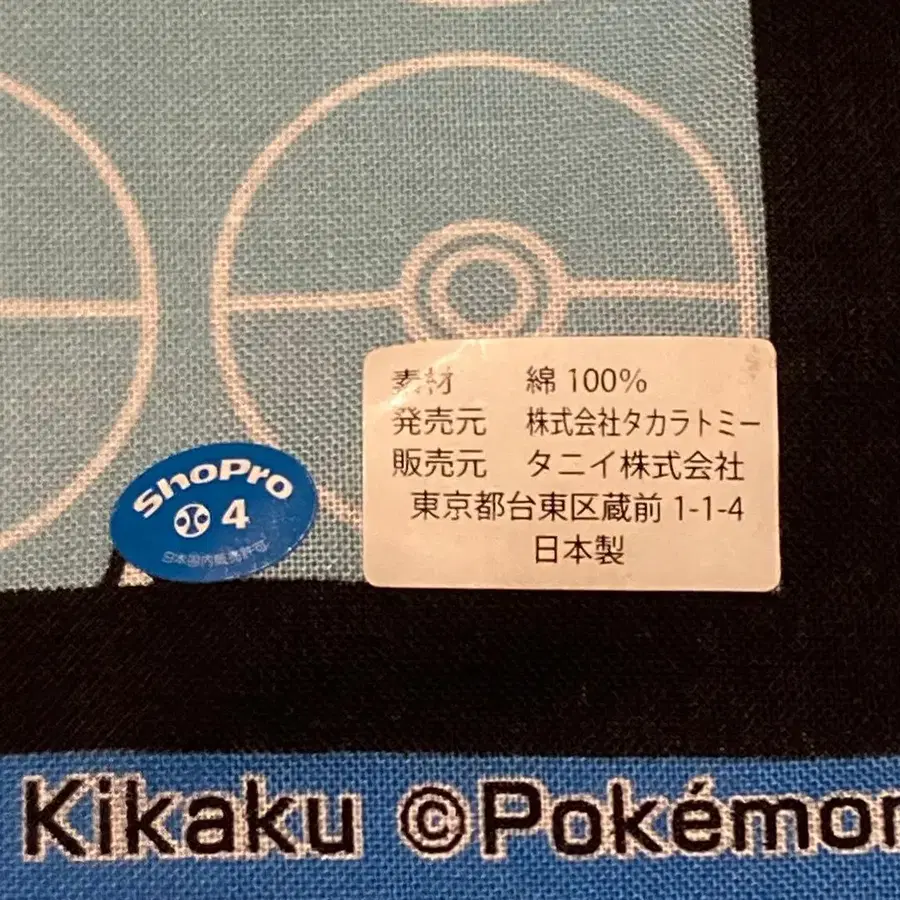 素材 綿 100%
発売元 株式会社タカラトミー
販売元 タニイ株式会社
東京都台東区蔵前 1-1-4
日本製
ShoPro
4
日本国内販売許可
Kikaku ©Pokémon